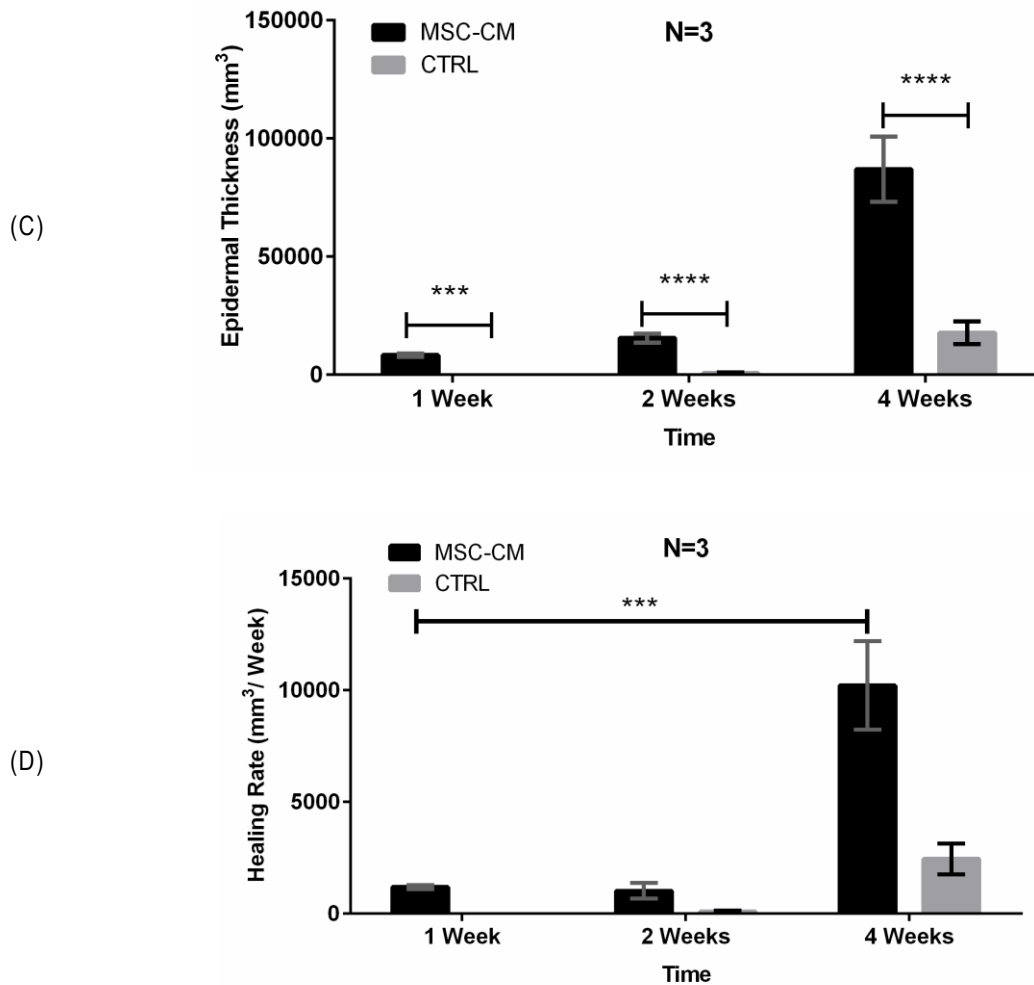 (C)
150000
100000
50000
0
Epidermal Thickness (mm³)
MSC-CM
CTRL
N=3
***
****
****
1 Week
2 Weeks
4 Weeks
Time
(D)
15000
10000
5000
0
Healing Rate (mm³/ Week)
MSC-CM
CTRL
N=3
***
1 Week
2 Weeks
4 Weeks
Time